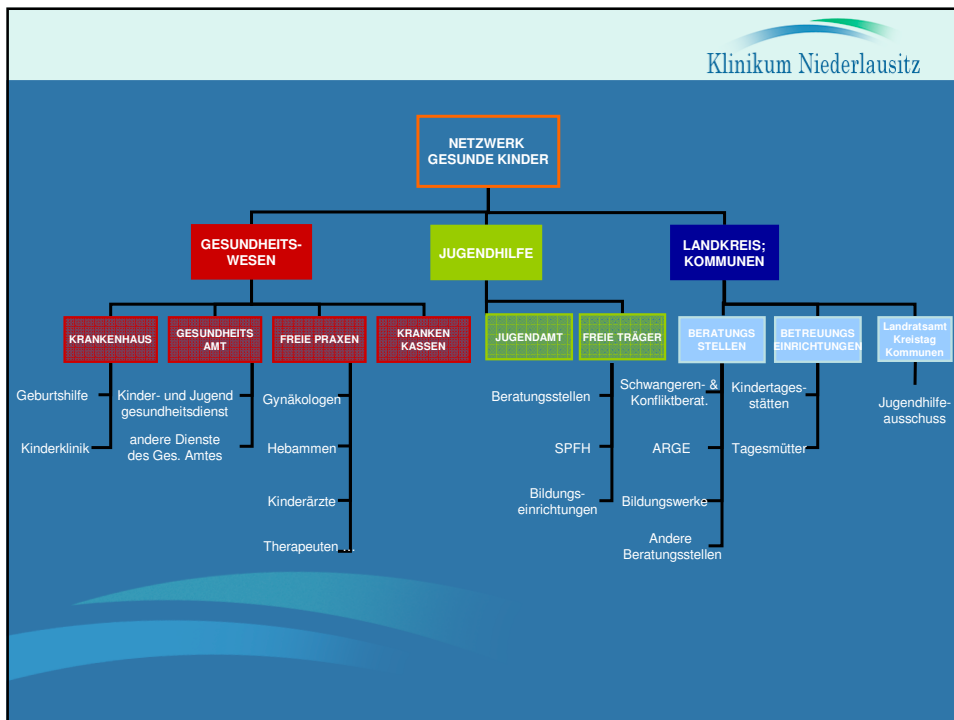 Klinikum Niederlausitz
NETZWERK
GESUNDE KINDER
GESUNDHEITS-
WESEN
JUGENDHILFE
LANDKREIS;
KOMMUNEN
KRANKENHAUS
GESUNDHEITS
AMT
FREIE PRAXEN
KRANKEN
KASSEN
JUGENDAMT
FREIE TRÄGER
BERATUNGS
STELLEN
BETREUUNGS
EINRICHTUNGEN
Landratsamt
Kreistag
Kommunen
Geburtshilfe
Kinderklinik
Kinder- und Jugend
gesundheitsdienst
andere Dienste
des Ges. Amtes
Gynäkologen
Hebammen
Kinderärzte
Therapeuten ...
Beratungsstellen
SPFH
Bildungs-
einrichtungen
Schwangeren- &
Konfliktberat.
ARGE
Bildungswerke
Andere
Beratungsstellen
Kindertages-
stätten
Tagesmütter
Jugendhilfe-
ausschuss